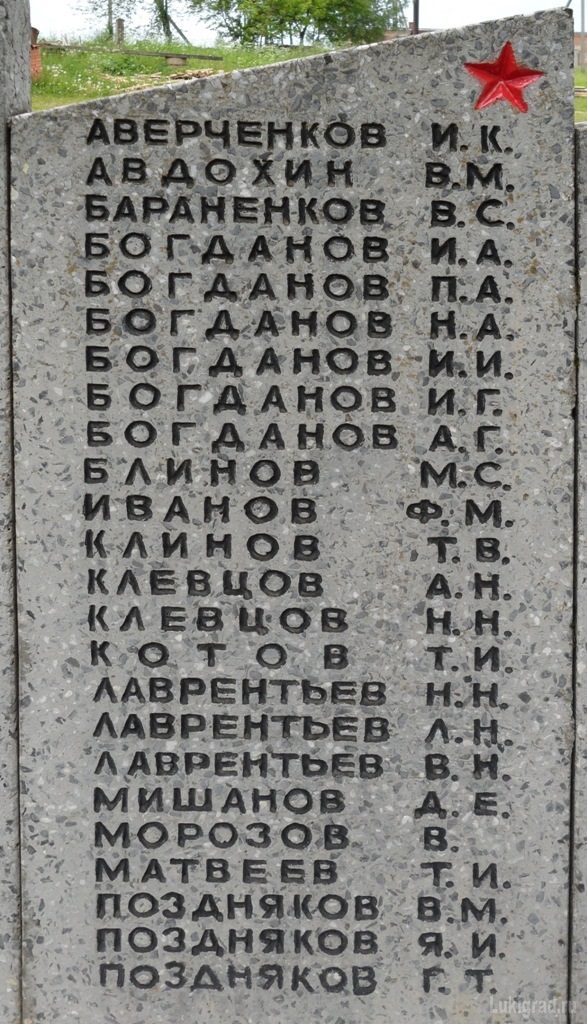 АВЕРЧЕНКОВ И. К.
АВДОХИН В. М.
БАРАНЕНКОВ В. С.
БОГДАНОВ И. А.
БОГДАНОВ П. А.
БОГДАНОВ Н. А.
БОГДАНОВ И. И.
БОГДАНОВ И. Г.
БОГДАНОВ А. Г.
БЛИНОВ М. С.
ИВАНОВ Ф. М.
КЛИНОВ Т. В.
КЛЕВЦОВ А. Н.
КЛЕВЦОВ Н. Н.
КОТОВ Т. И.
ЛАВРЕНТЬЕВ Н. Н.
ЛАВРЕНТЬЕВ Л. Н.
ЛАВРЕНТЬЕВ В. Н.
МИШАНОВ Д. Е.
МОРОЗОВ В.
МАТВЕЕВ Т. И.
ПОЗДНЯКОВ В. М.
ПОЗДНЯКОВ Я. И.
ПОЗДНЯКОВ Г. Т.
Lukigrad.ru